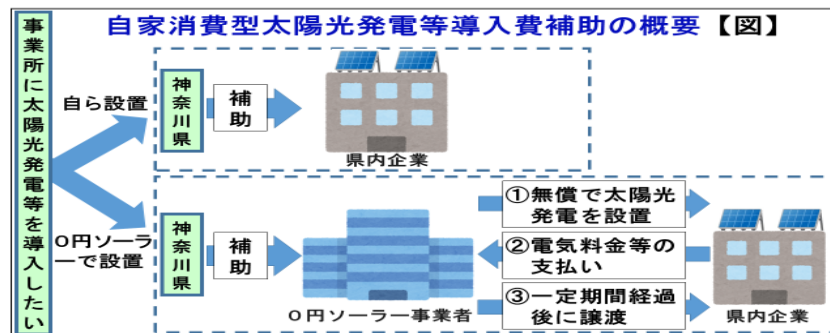 自家消費型太陽光発電等導入費補助の概要【図】
事業所に太陽光発電等を導入したい
自ら設置
神奈川県
補助
県内企業
0円ソーラ
ーで設置
神奈川県
補助
0円ソーラー事業者
①無償で太陽光
発電を設置
②電気料金等の
支払い
③一定期間経過
後に譲渡
県内企業